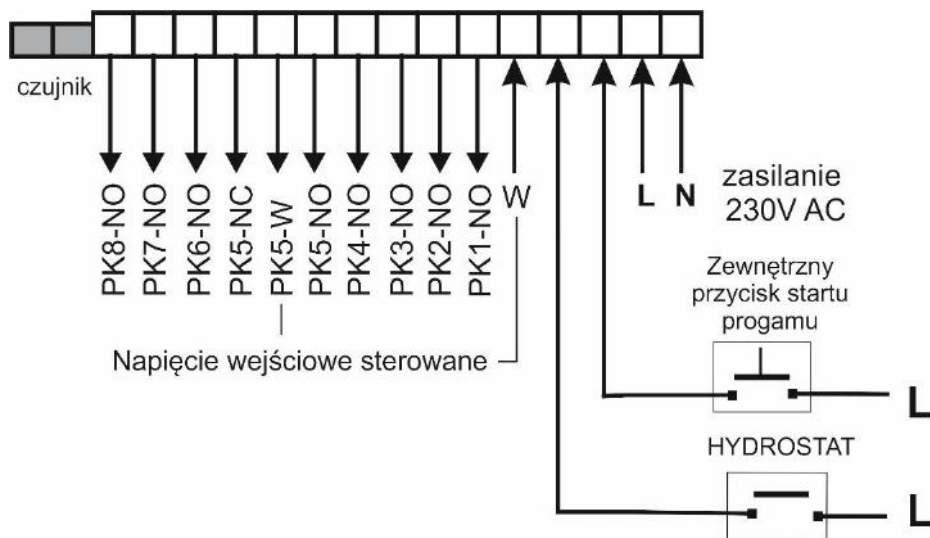 czujnik
PK8-NO
PK7-NO
PK6-NO
PK5-NC
PK5-W
PK5-NO
PK4-NO
PK3-NO
PK2-NO
PK1-NO
W
L N
zasilanie
230V AC
Zewnętrzny
przycisk startu
progamu
Napięcie wejściowe sterowane
L
HYDROSTAT
L